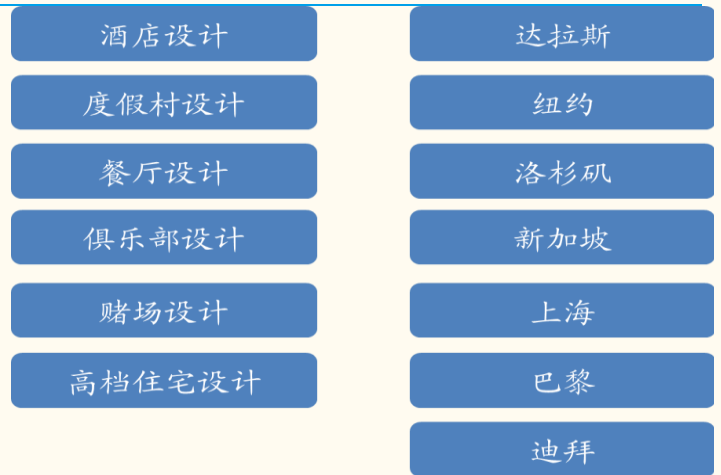 酒店设计
度假村设计
餐厅设计
俱乐部设计
赌场设计
高档住宅设计
达拉斯
纽约
洛杉矶
新加坡
上海
巴黎
迪拜